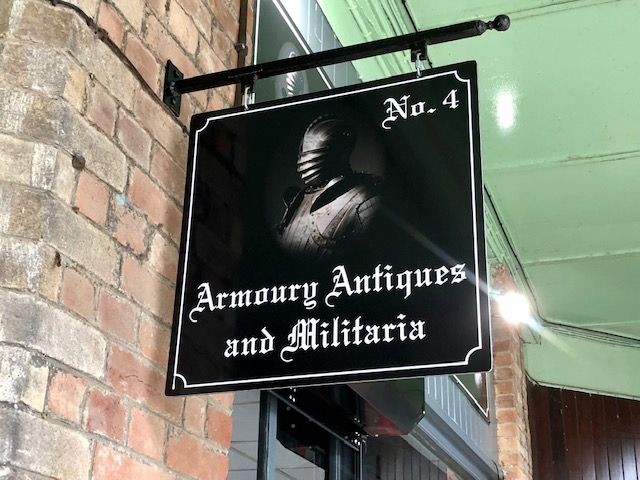 No. 4
Armoury Antiques
and Militaria